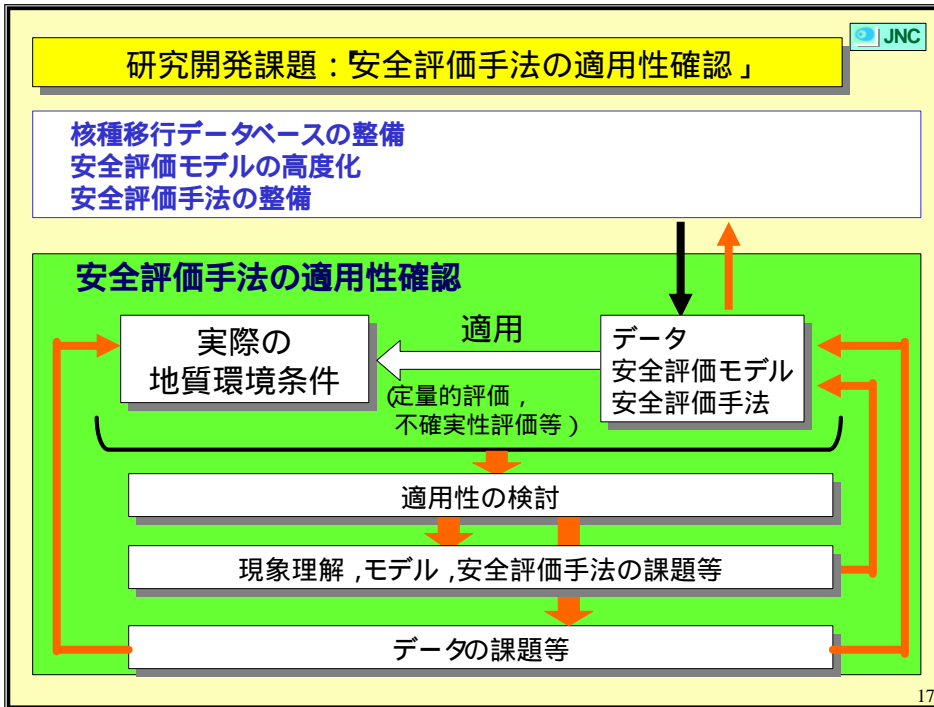 JNC
研究開発課題：「安全評価手法の適用性確認」
核種移行データベースの整備
安全評価モデルの高度化
安全評価手法の整備
安全評価手法の適用性確認
実際の
地質環境条件
適用
（定量的評価，
不確実性評価等）
データ
安全評価モデル
安全評価手法
適用性の検討
現象理解，モデル，安全評価手法の課題等
データの課題等
17